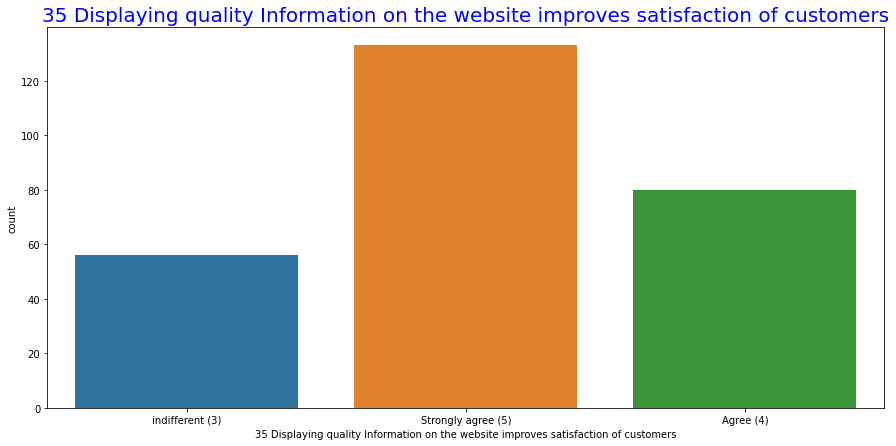 35 Displaying quality Information on the website improves satisfaction of customers
120
100
80
60
40
20
0
count
indifferent (3)
Strongly agree (5)
Agree (4)
35 Displaying quality Information on the website improves satisfaction of customers